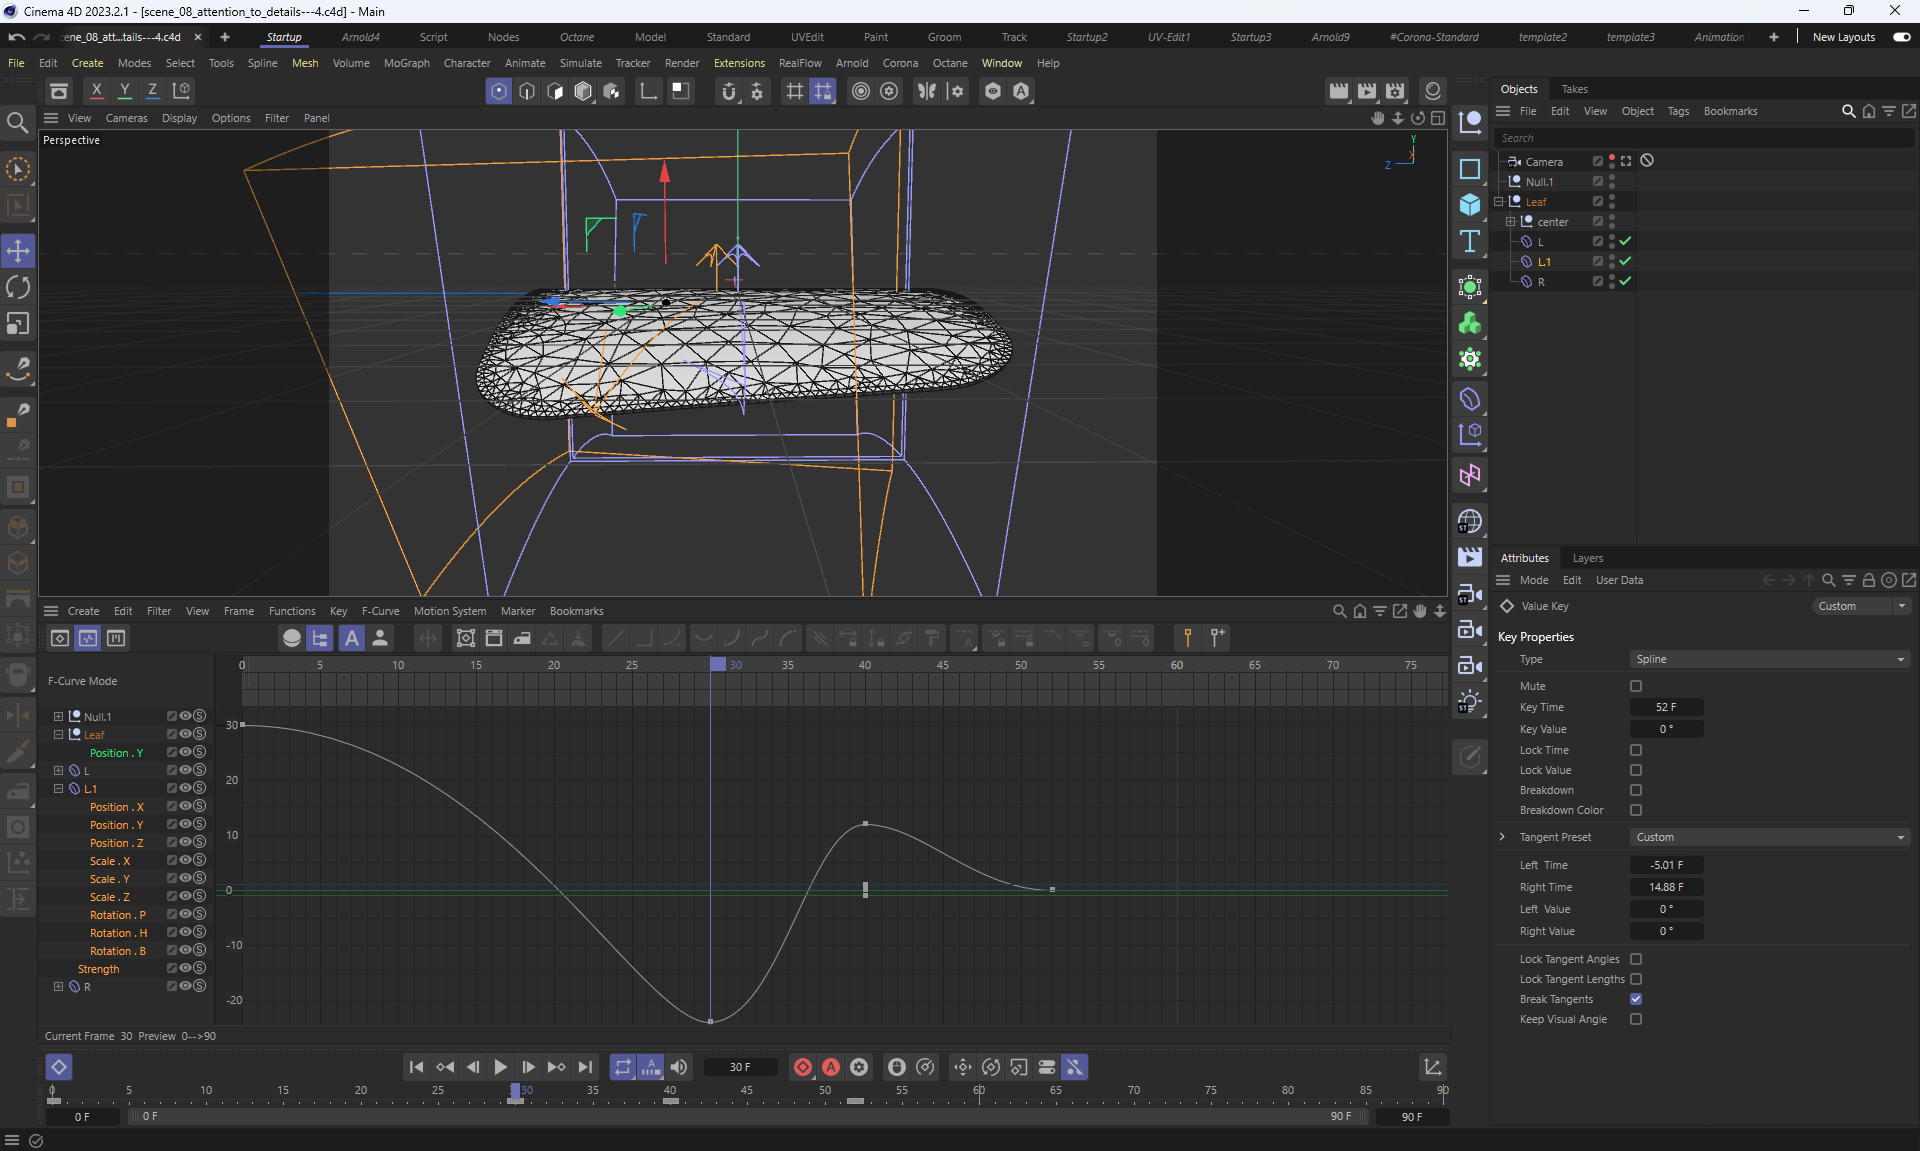 Cinema 4D 2023.2.1 - [scene_08_attention_to_details---4.c4d] - Main
ene_08_att...tails---4.c4d
Startup Arnold4 Script Nodes Octane Model Standard UVEdit Paint Groom Track Startup2 UV-Edit1 Startup3 Arnold9 #Corona-Standard template2 template3 Animation New Layouts
File Edit Create Modes Select Tools Spline Mesh Volume MoGraph Character Animate Simulate Tracker Render Extensions RealFlow Arnold Corona Octane Window Help
X Y Z
Objects Takes
File Edit View Object Tags Bookmarks
Search
View Cameras Display Options Filter Panel
Perspective
Y
X
Z
Camera
Null.1
Leaf
center
L
L.1
R
Attributes Layers
Mode Edit User Data
Value Key Custom
Key Properties
Type Spline
Mute
Key Time 52 F
Key Value 0°
Lock Time
Lock Value
Breakdown
Breakdown Color
Tangent Preset Custom
Left Time -5.01 F
Right Time 14.88 F
Left Value 0°
Right Value 0°
Lock Tangent Angles
Lock Tangent Lengths
Break Tangents
Keep Visual Angle
Create Edit Filter View Frame Functions Key F-Curve Motion System Marker Bookmarks
0 5 10 15 20 25 30 35 40 45 50 55 60 65 70 75
F-Curve Mode
Null.1
Leaf
Position . Y
L
L.1
Position . X
Position . Y
Position . Z
Scale . X
Scale . Y
Scale . Z
Rotation . P
Rotation . H
Rotation . B
Strength
R
30
20
10
0
-10
-20
Current Frame 30 Preview 0-->90
30 F
0 5 10 15 20 25 30 35 40 45 50 55 60 65 70 75 80 85 90
0 F 0 F 90 F 90 F